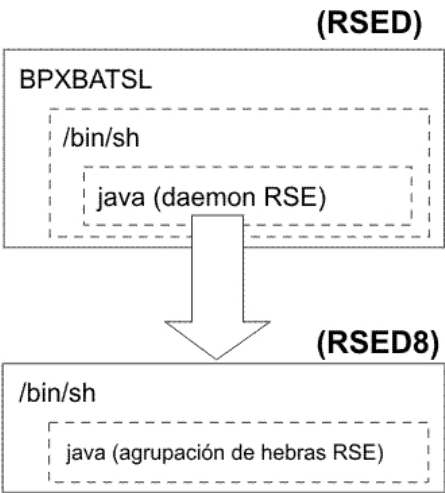 (RSED)
BPXBATSL
/bin/sh
java (daemon RSE)
(RSED8)
/bin/sh
java (agrupación de hebras RSE)